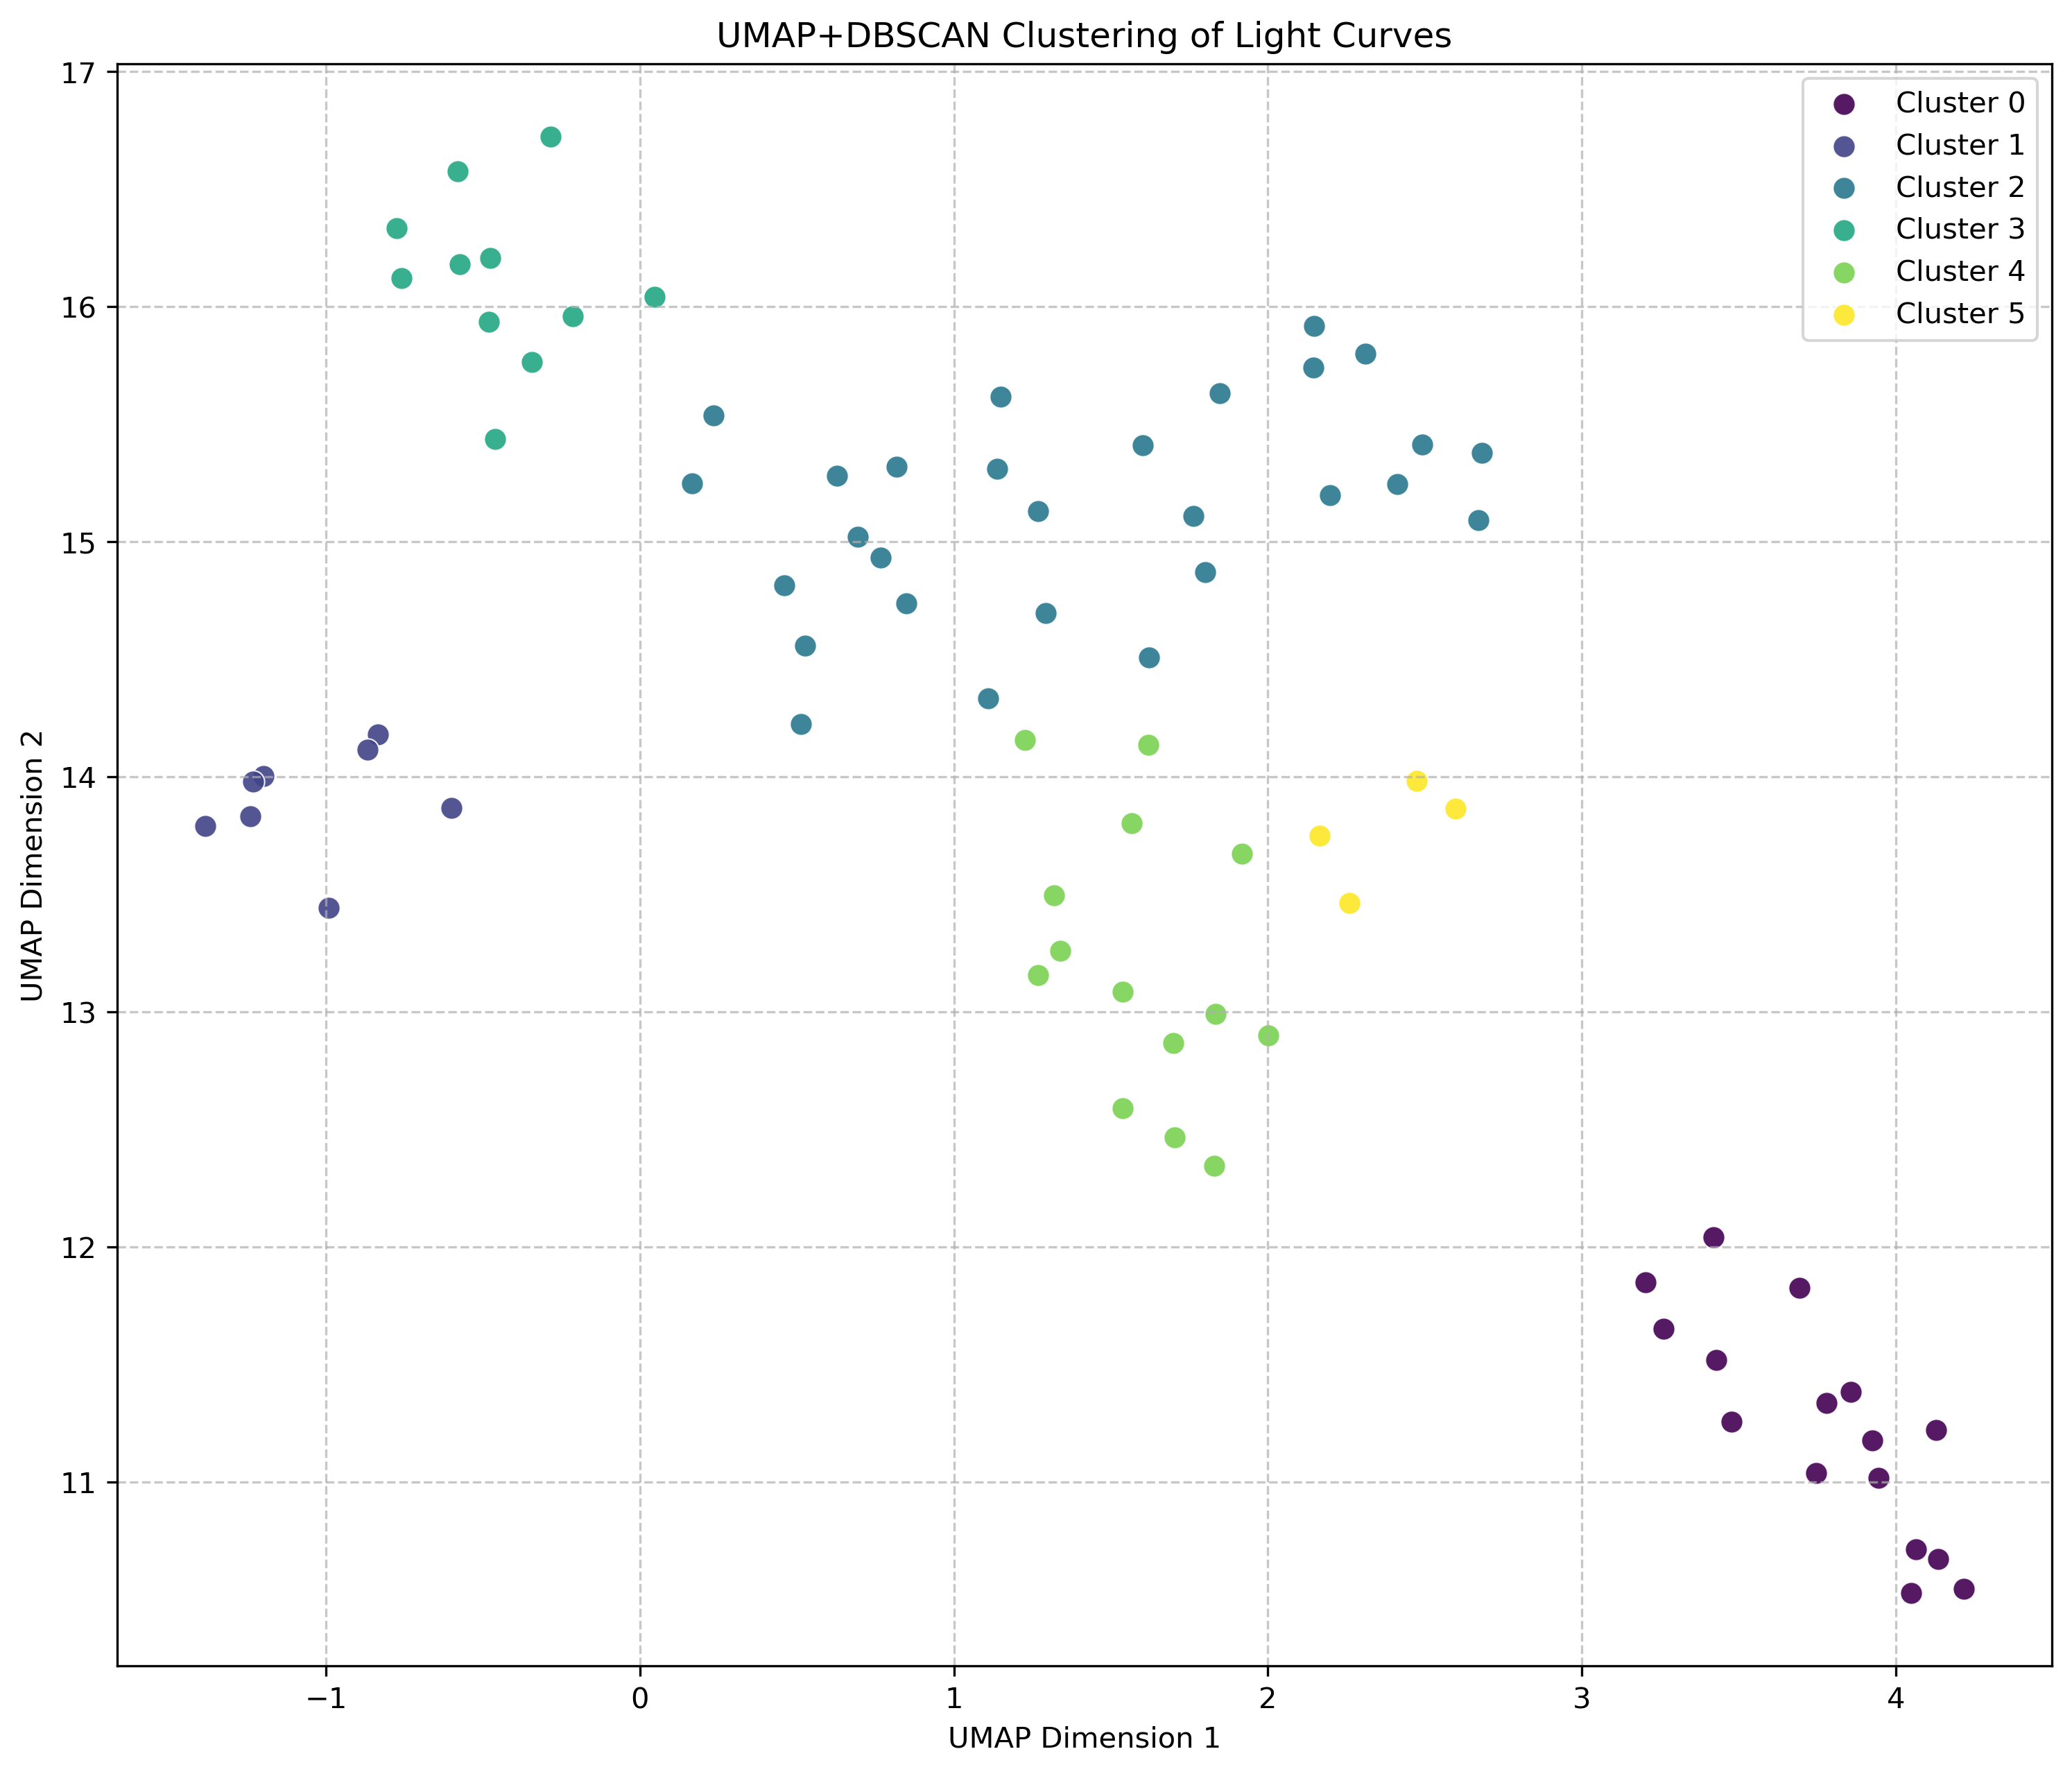 UMAP+DBSCAN Clustering of Light Curves
17
16
15
14
13
12
11
UMAP Dimension 2
Cluster 0
Cluster 1
Cluster 2
Cluster 3
Cluster 4
Cluster 5
−1
0
1
2
3
4
UMAP Dimension 1